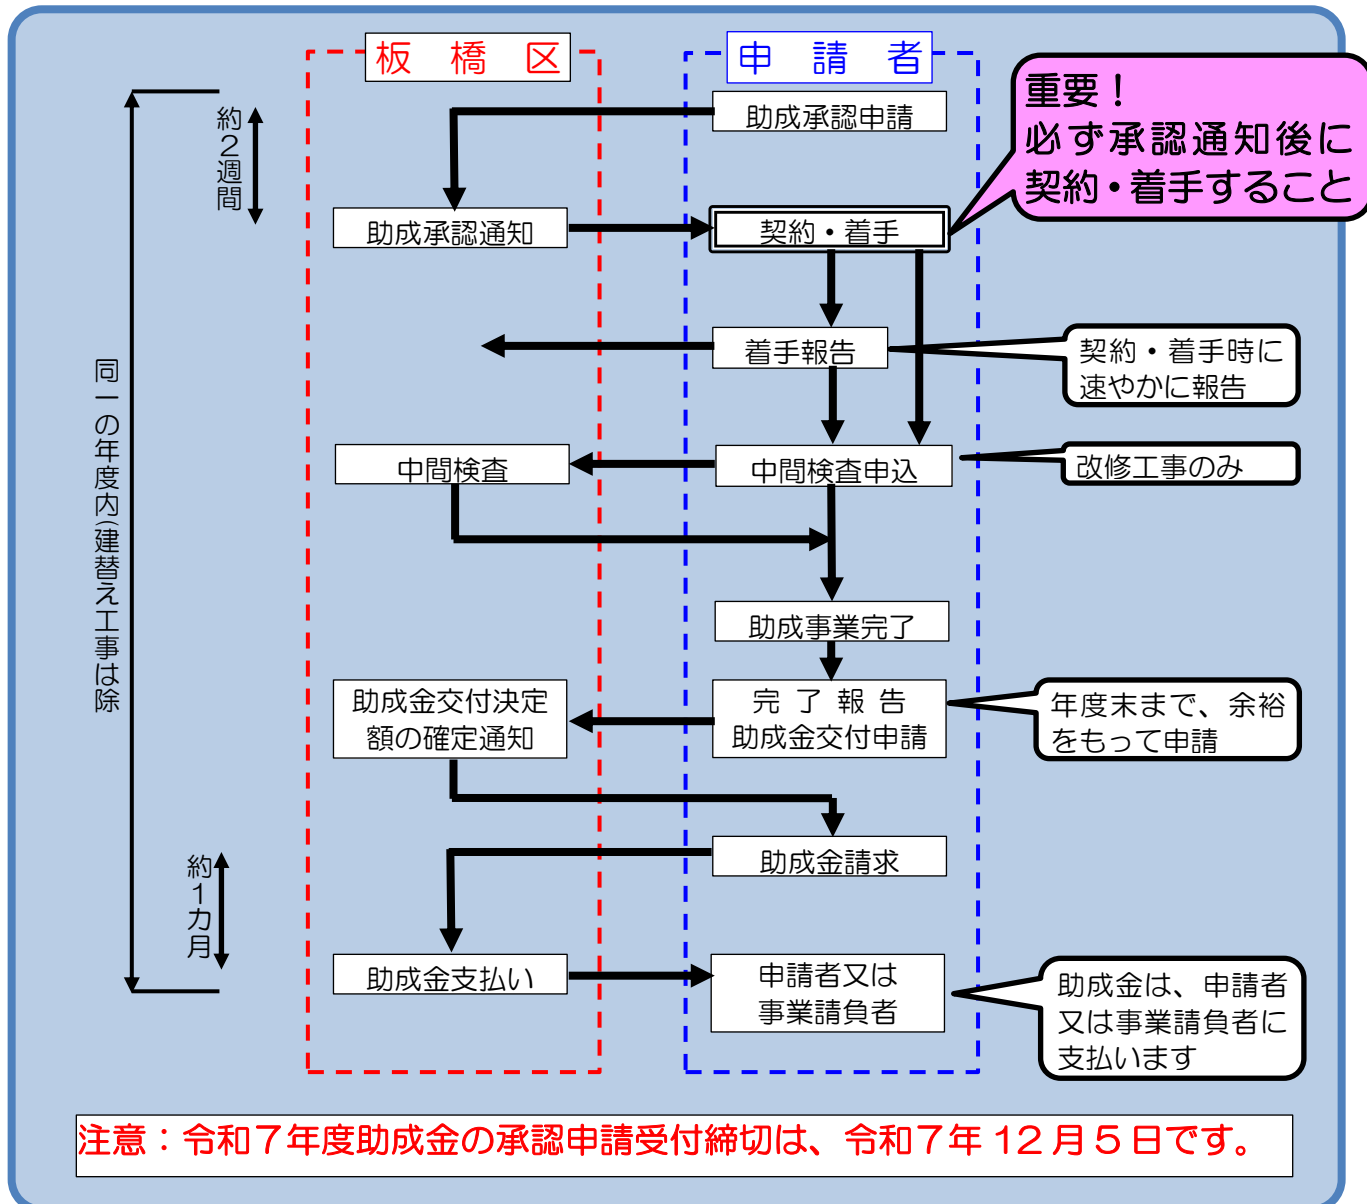 板橋区
申請者
助成承認申請
重要！
必ず承認通知後に
契約・着手すること
約２週間
助成承認通知
契約・着手
着手報告
契約・着手時に
速やかに報告
同一の年度内（建替え工事は除
中間検査
中間検査申込
改修工事のみ
助成事業完了
助成金交付決定
額の確定通知
完了報告
助成金交付申請
年度末まで、余裕
をもって申請
助成金請求
約１カ月
助成金支払い
申請者又は
事業請負者
助成金は、申請者
又は事業請負者に
支払います
注意：令和７年度助成金の承認申請受付締切は、令和７年 12 月５日です。